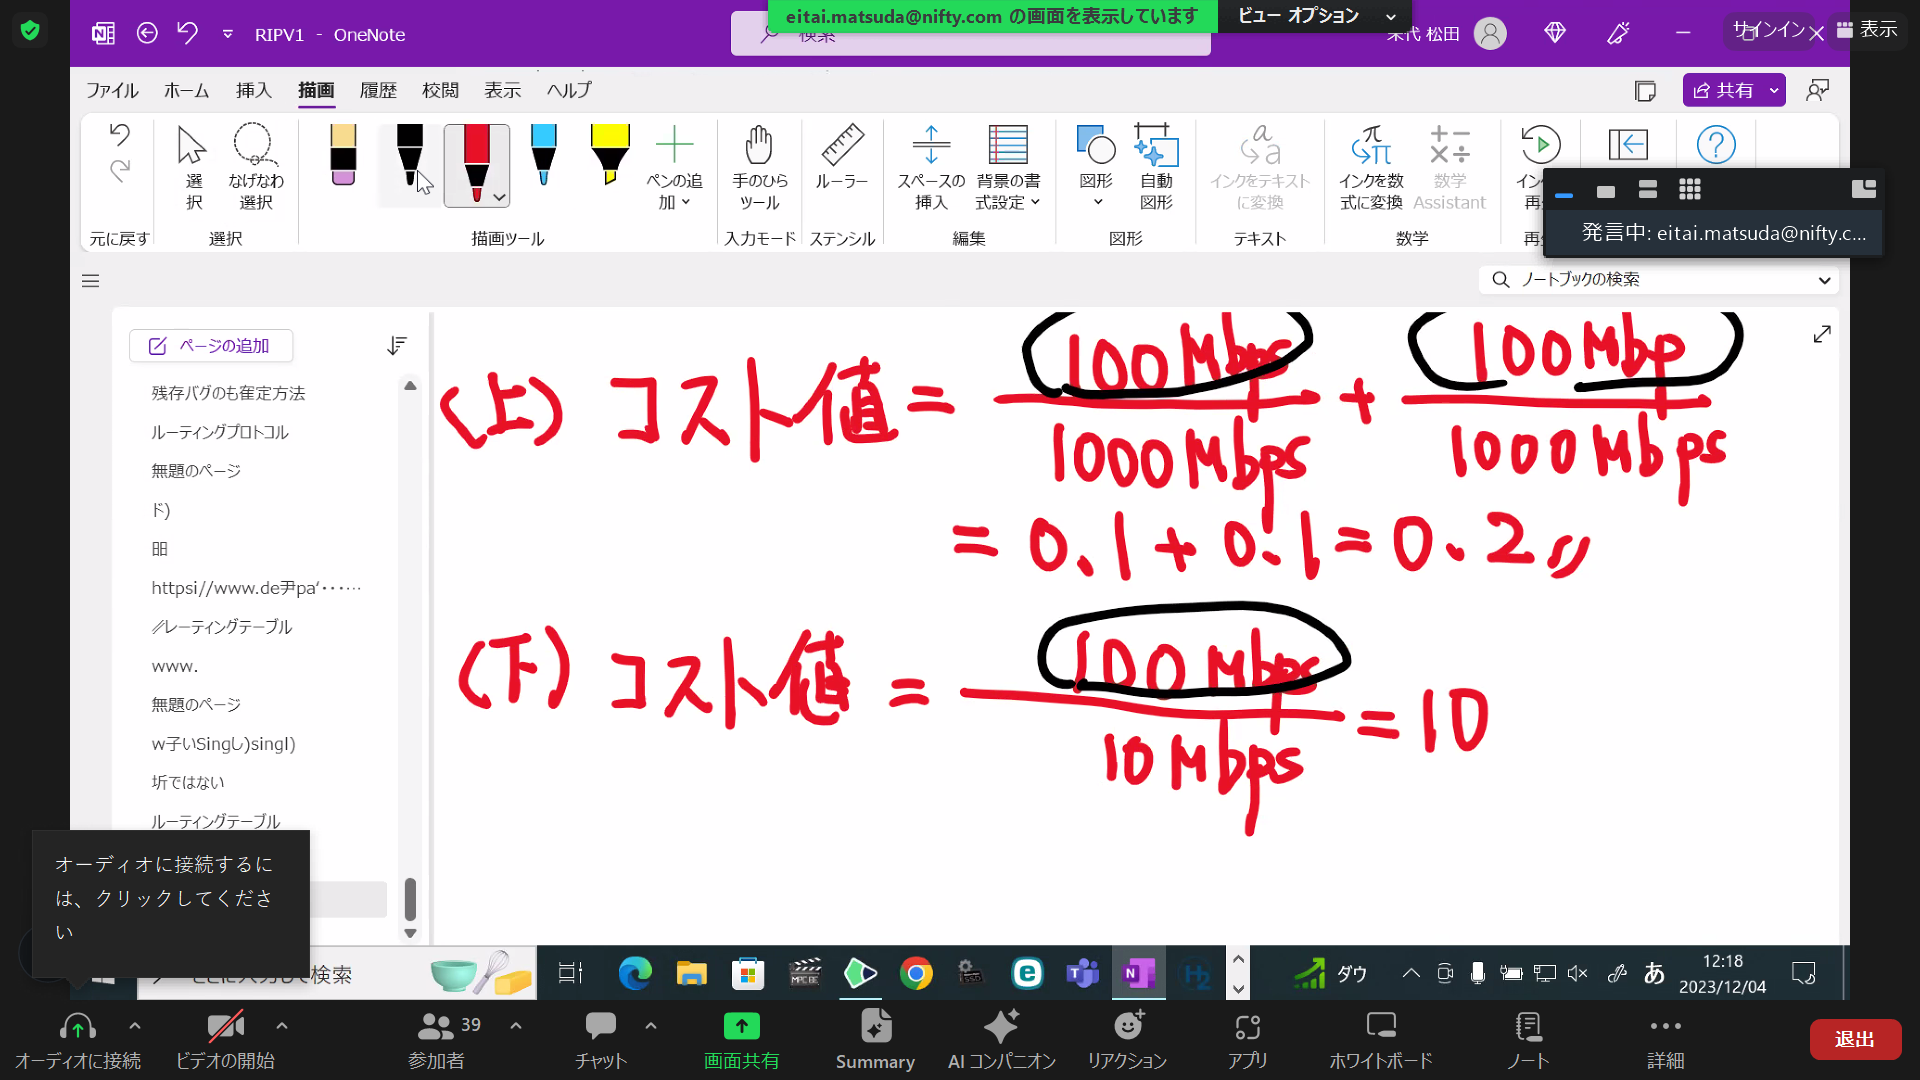 eitai.matsuda@nifty.com の画面を表示しています
ビュー オプション
RIPV1 - OneNote
検索
末代 松田
サインイン
表示
ファイル ホーム 挿入 描画 履歴 校閲 表示 ヘルプ
共有
選択
なげなわ選択
ペンの追加
手のひらツール
ルーラー
スペースの挿入
背景の書式設定
図形
自動図形
インクをテキストに変換
インクを数式に変換
数学 Assistant
元に戻す
選択
描画ツール
入力モード
ステンシル
編集
図形
テキスト
数学
発言中: eitai.matsuda@nifty.c...
ノートブックの検索
ページの追加
残存バグのも隺定方法
ルーティングプロトコル
無題のページ
ド)
昍
httpsi//www.de尹pa‘・・・…
∥レーティングテーブル
www.
無題のページ
w子いSingし)singl)
圻ではない
ルーティングテーブル
(上) コスト値 = 100Mbps / 1000Mbps + 100Mbp / 1000Mbps
= 0.1 + 0.1 = 0.2
(下) コスト値 = 100Mbps / 10Mbps = 10
オーディオに接続するには、クリックしてください
ここに入力して検索
ダウ
あ
12:18
2023/12/04
オーディオに接続
ビデオの開始
39
参加者
チャット
画面共有
Summary
AI コンパニオン
リアクション
アプリ
ホワイトボード
ノート
詳細
退出